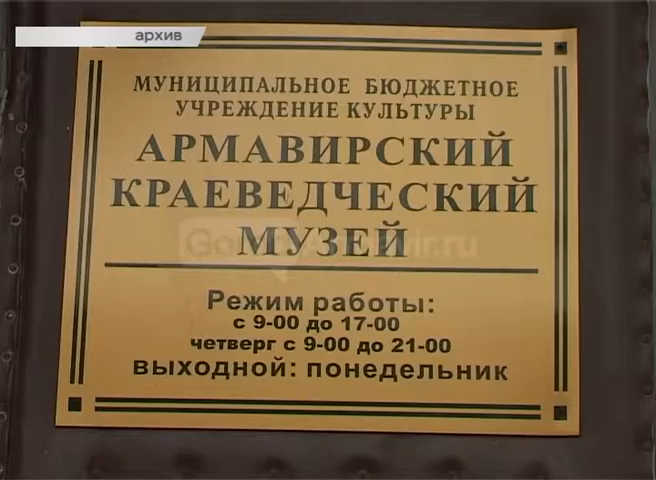 архив
МУНИЦИПАЛЬНОЕ БЮДЖЕТНОЕ
УЧРЕЖДЕНИЕ КУЛЬТУРЫ
АРМАВИРСКИЙ
КРАЕВЕДЧЕСКИЙ
МУЗЕЙ
Режим работы:
с 9-00 до 17-00
четверг с 9-00 до 21-00
выходной: понедельник